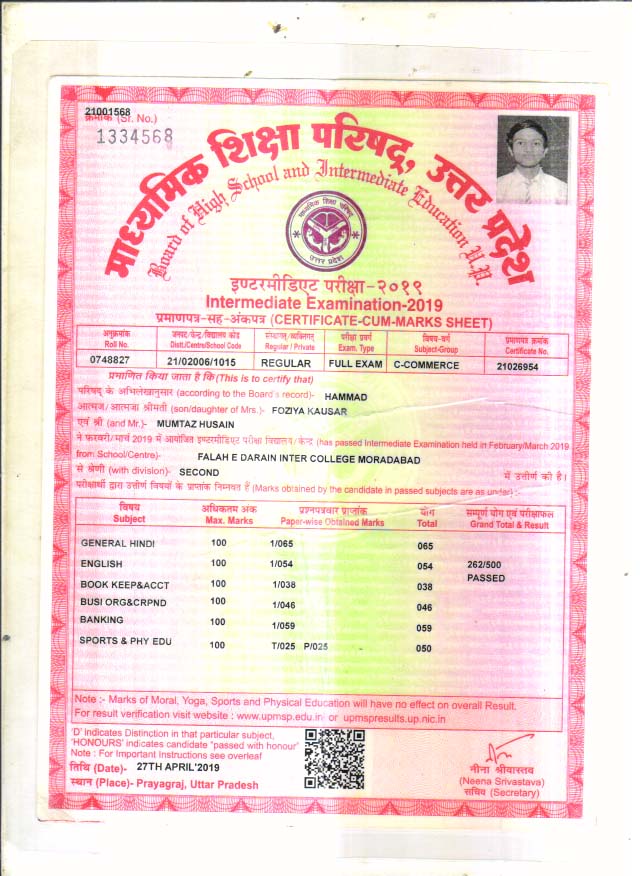 21001568
क्रमांक (Sr. No.)
1334568
माध्यमिक शिक्षा परिषद, उत्तर प्रदेश
Board of High School and Intermediate Education U.P.
माध्यमिक शिक्षा परिषद
उत्तर प्रदेश
इण्टरमीडिएट परीक्षा-२०१९
Intermediate Examination-2019
प्रमाणपत्र-सह-अंकपत्र (CERTIFICATE-CUM-MARKS SHEET)
अनुक्रमांक जनपद/केन्द्र/विद्यालय कोड संस्थागत्/व्यक्तिगत् परीक्षा प्रवर्ग विषय-वर्ग प्रमाणपत्र क्रमांक
Roll No. Distt./Centre/School Code Regular / Private Exam. Type Subject-Group Certificate No.
0748827 21/02006/1015 REGULAR FULL EXAM C-COMMERCE 21026954
प्रमाणित किया जाता है कि (This is to certify that)
परिषद् के अभिलेखानुसार (according to the Board's record)- HAMMAD
आत्मज/आत्मजा श्रीमती (son/daughter of Mrs.)- FOZIYA KAUSAR
एवं श्री (and Mr.)- MUMTAZ HUSAIN
ने फरवरी/मार्च 2019 में आयोजित इण्टरमीडिएट परीक्षा विद्यालय/केन्द्र (has passed Intermediate Examination held in February/March 2019
from School/Centre)- FALAH E DARAIN INTER COLLEGE MORADABAD
से श्रेणी (with division)- SECOND में उत्तीर्ण की है।
परीक्षार्थी द्वारा उत्तीर्ण विषयों के प्राप्तांक निम्नवत हैं (Marks obtained by the candidate in passed subjects are as under) :-
विषय अधिकतम अंक प्रश्नपत्रवार प्राप्तांक योग सम्पूर्ण योग एवं परीक्षाफल
Subject Max. Marks Paper-wise Obtained Marks Total Grand Total & Result
GENERAL HINDI 100 1/065 065
ENGLISH 100 1/054 054 262/500
PASSED
BOOK KEEP&ACCT 100 1/038 038
BUSI ORG&CRPND 100 1/046 046
BANKING 100 1/059 059
SPORTS & PHY EDU 100 T/025 P/025 050
Note :- Marks of Moral, Yoga, Sports and Physical Education will have no effect on overall Result.
For result verification visit website : www.upmsp.edu.in or upmspresults.up.nic.in
'D' indicates Distinction in that particular subject,
'HONOURS' indicates candidate "passed with honour"
Note : For Important Instructions see overleaf
तिथि (Date)- 27TH APRIL'2019
स्थान (Place)- Prayagraj, Uttar Pradesh
नीना श्रीवास्तव
(Neena Srivastava)
सचिव (Secretary)